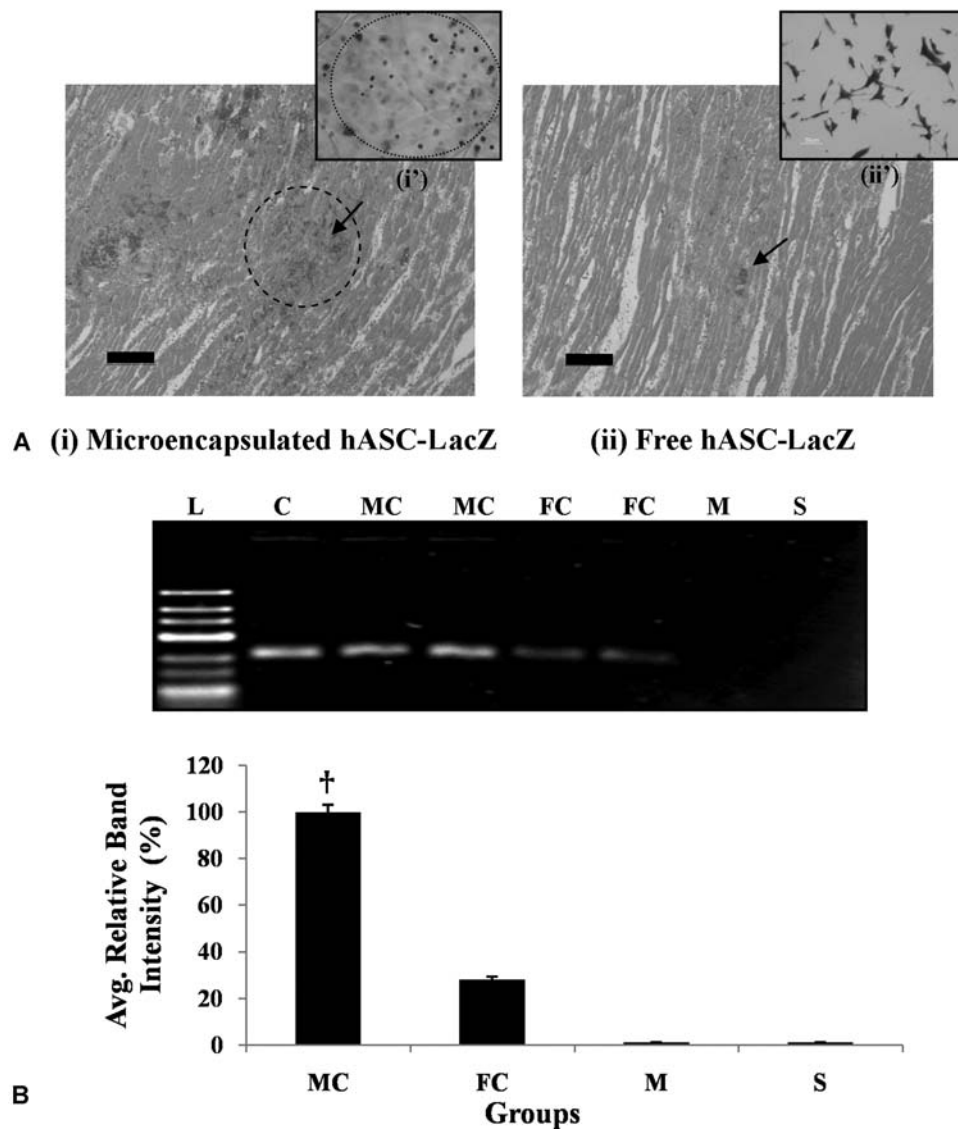 (i')
(ii')
A (i) Microencapsulated hASC-LacZ (ii) Free hASC-LacZ
L C MC MC FC FC M S
120
100
80
60
40
20
0
†
Avg. Relative Band
Intensity (%)
MC FC M S
Groups
B